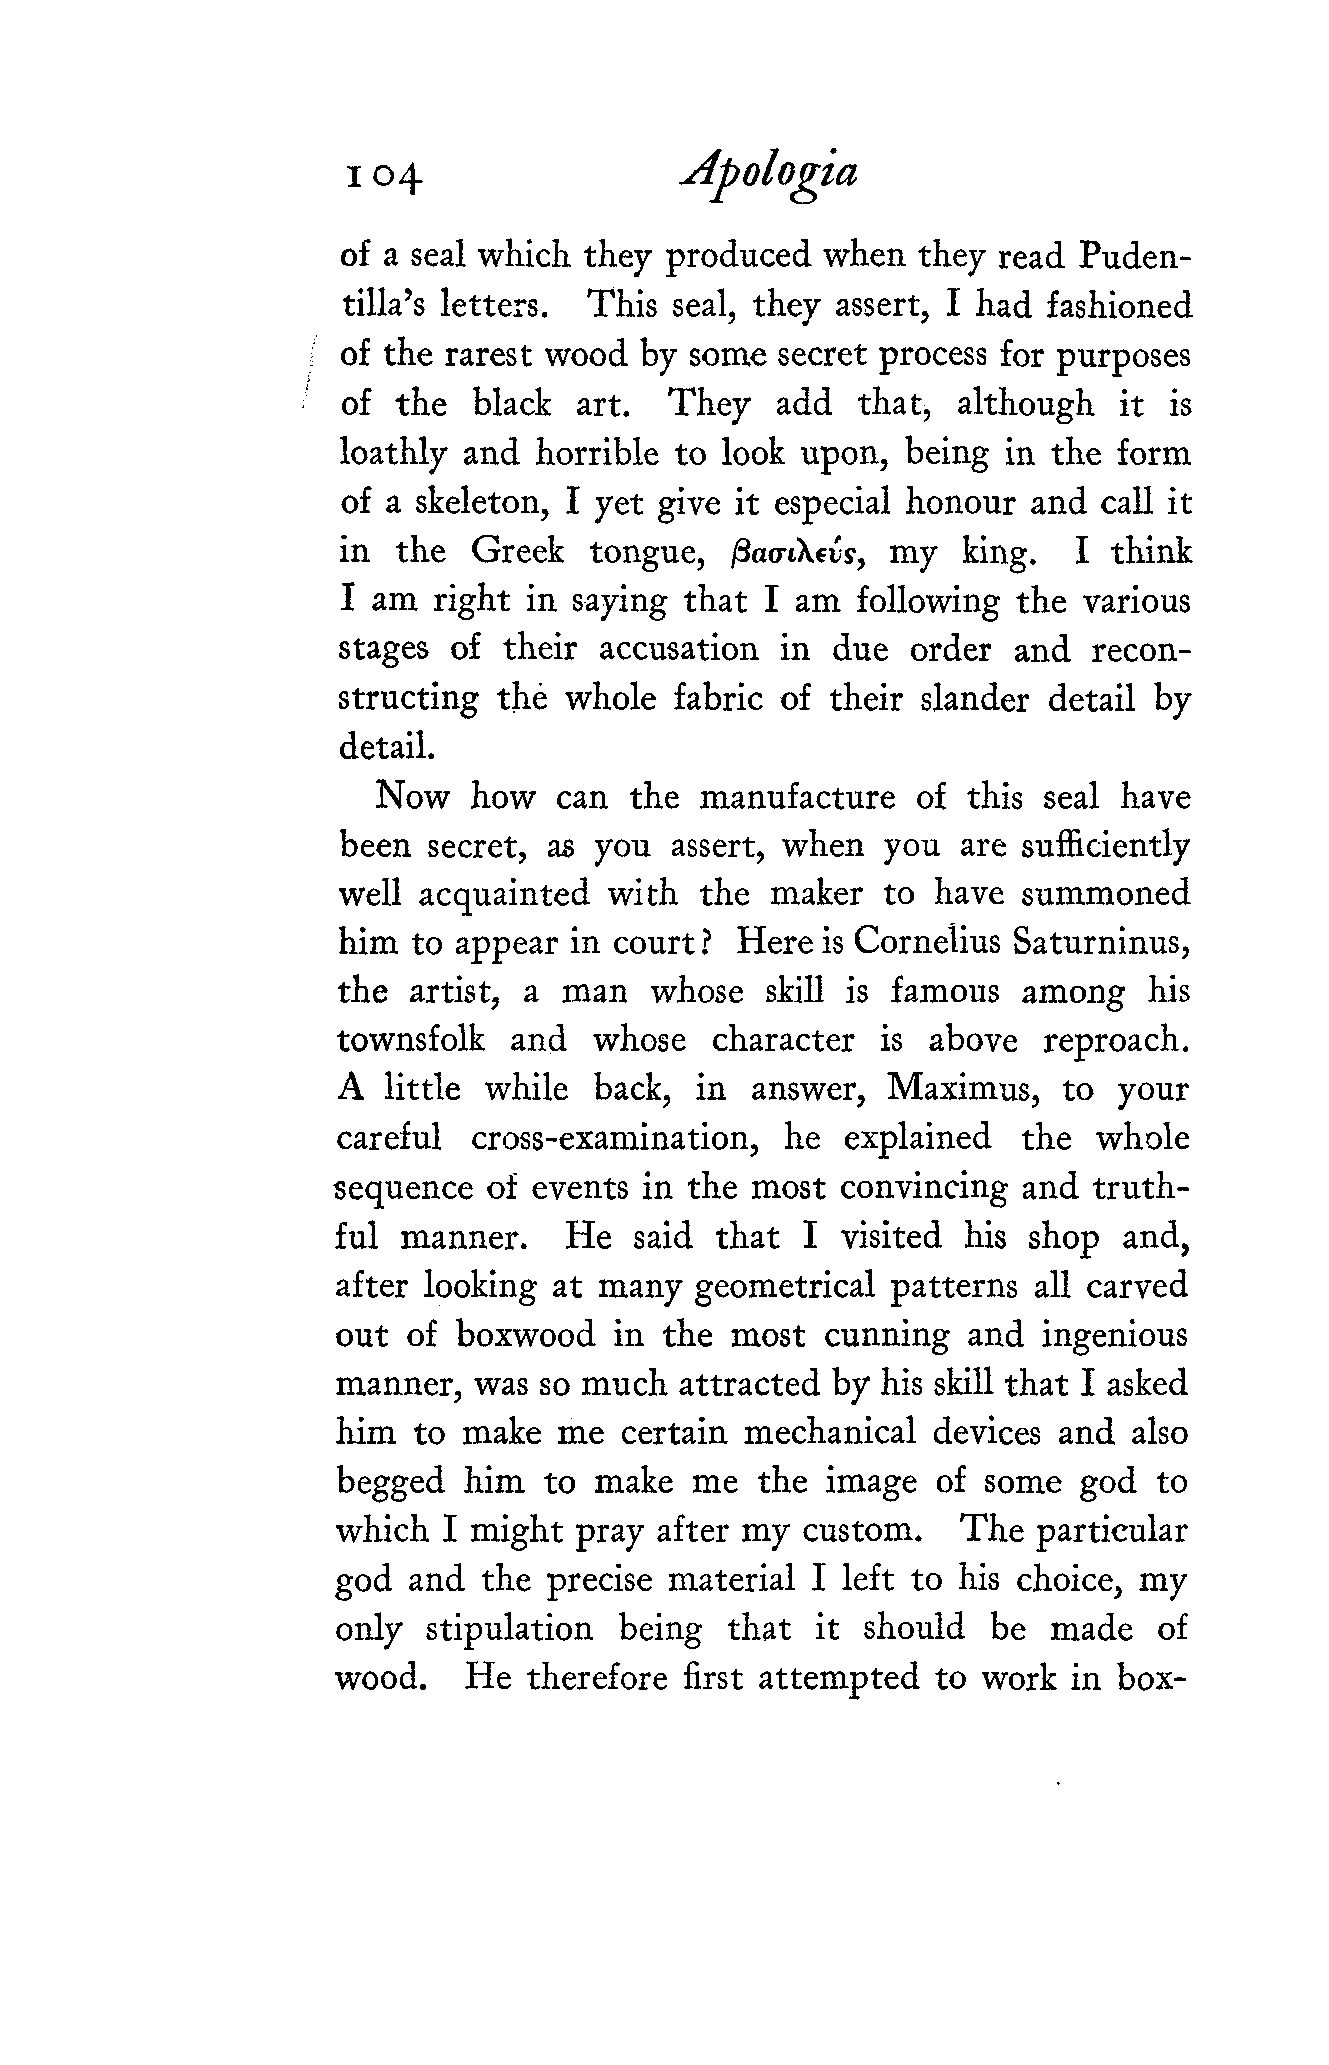 104 Apologia
of a seal which they produced when they read Puden-
tilla's letters. This seal, they assert, I had fashioned
of the rarest wood by some secret process for purposes
of the black art. They add that, although it is
loathly and horrible to look upon, being in the form
of a skeleton, I yet give it especial honour and call it
in the Greek tongue, βασιλεύς, my king. I think
I am right in saying that I am following the various
stages of their accusation in due order and recon-
structing the whole fabric of their slander detail by
detail.
Now how can the manufacture of this seal have
been secret, as you assert, when you are sufficiently
well acquainted with the maker to have summoned
him to appear in court? Here is Cornelius Saturninus,
the artist, a man whose skill is famous among his
townsfolk and whose character is above reproach.
A little while back, in answer, Maximus, to your
careful cross-examination, he explained the whole
sequence of events in the most convincing and truth-
ful manner. He said that I visited his shop and,
after looking at many geometrical patterns all carved
out of boxwood in the most cunning and ingenious
manner, was so much attracted by his skill that I asked
him to make me certain mechanical devices and also
begged him to make me the image of some god to
which I might pray after my custom. The particular
god and the precise material I left to his choice, my
only stipulation being that it should be made of
wood. He therefore first attempted to work in box-